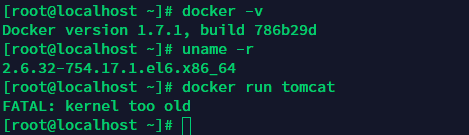 [root@localhost ~]# docker -v
Docker version 1.7.1, build 786b29d
[root@localhost ~]# uname -r
2.6.32-754.17.1.el6.x86_64
[root@localhost ~]# docker run tomcat
FATAL: kernel too old
[root@localhost ~]#